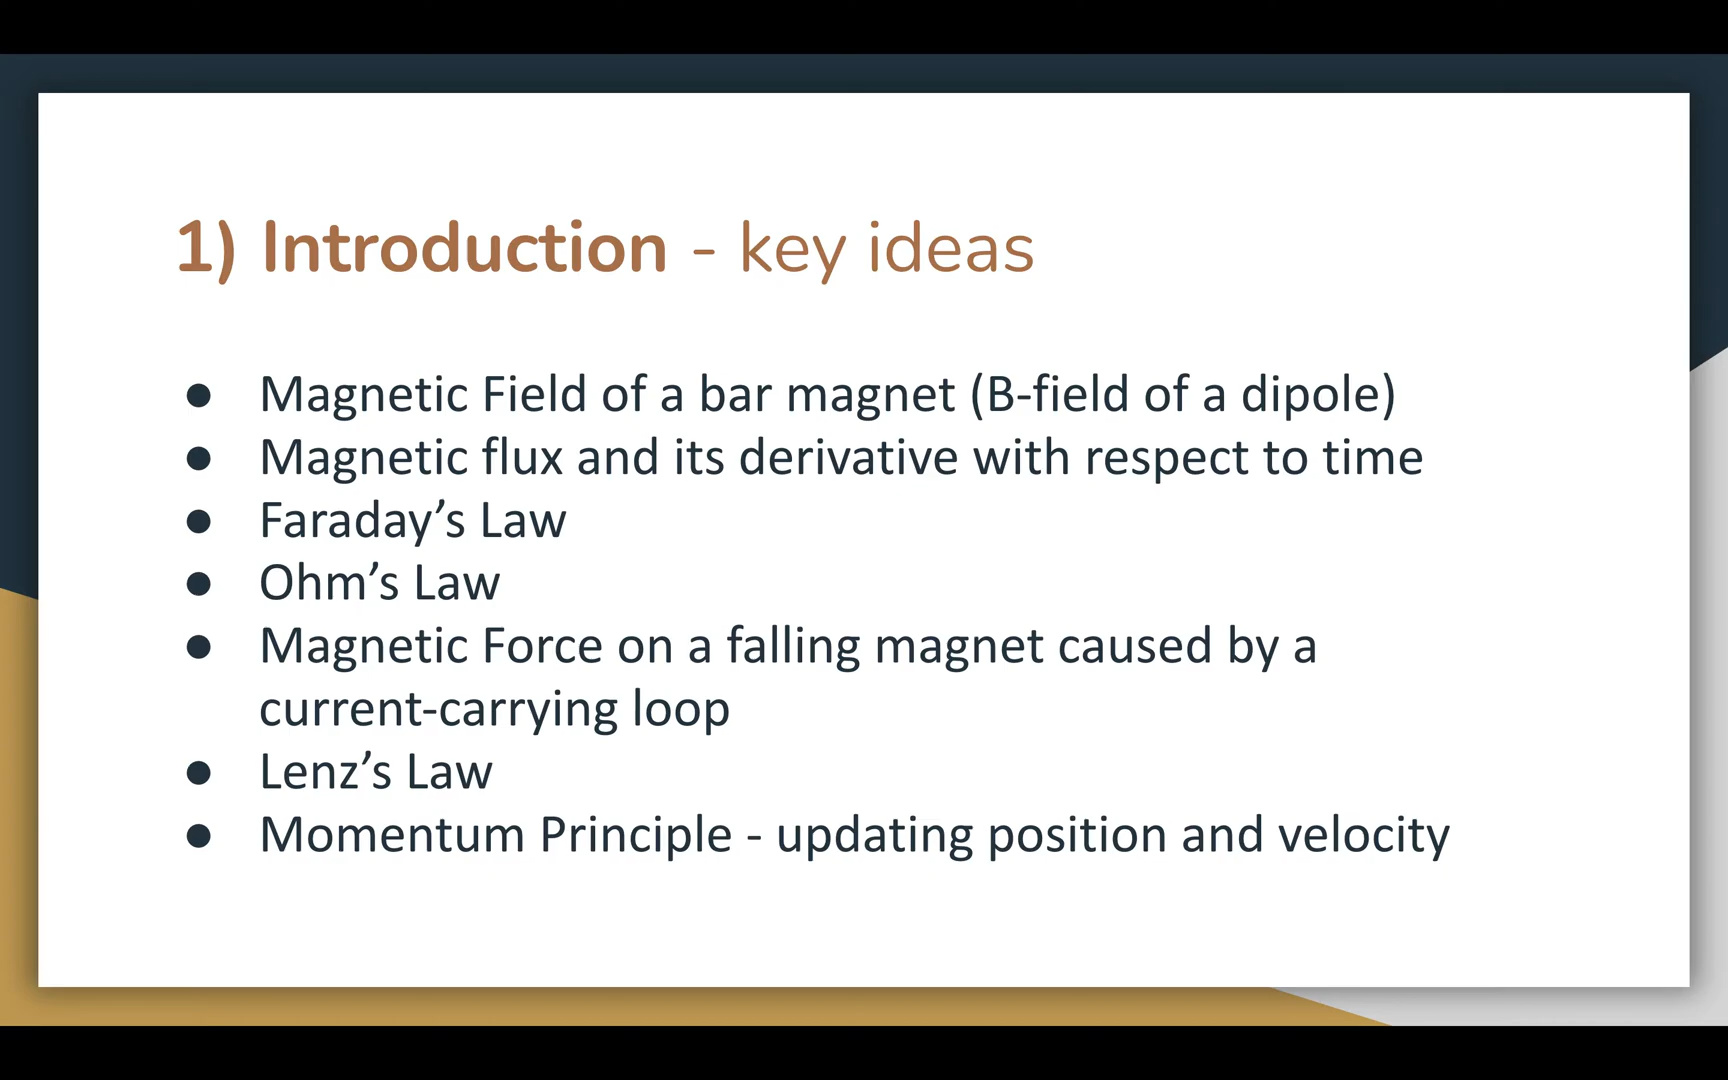 1) Introduction - key ideas
● Magnetic Field of a bar magnet (B-field of a dipole)
● Magnetic flux and its derivative with respect to time
● Faraday’s Law
● Ohm’s Law
● Magnetic Force on a falling magnet caused by a
current-carrying loop
● Lenz’s Law
● Momentum Principle - updating position and velocity